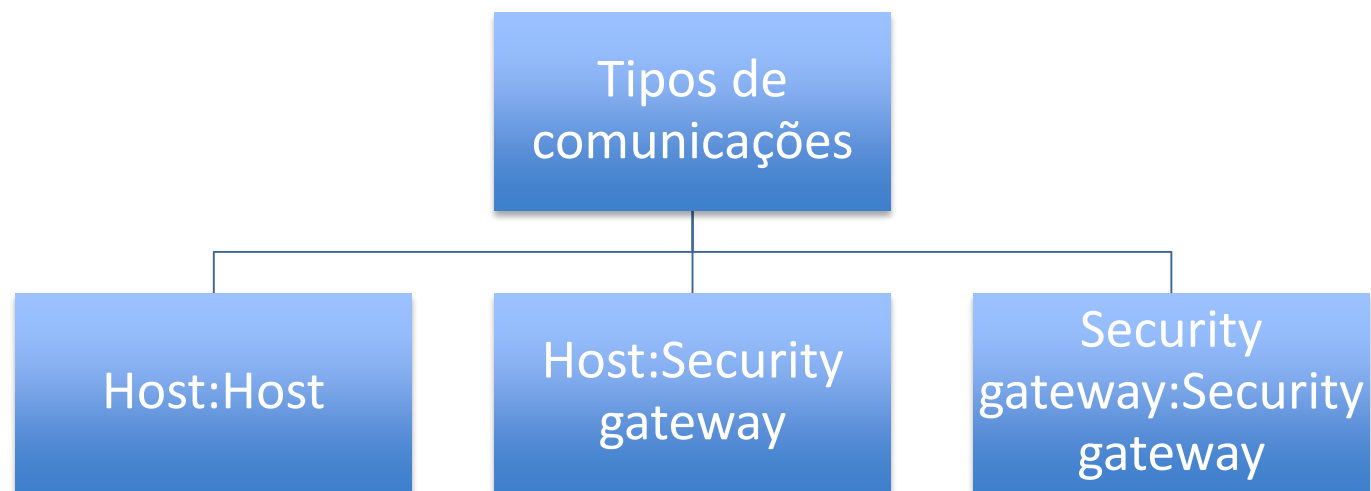 Tipos de
comunicações
Host:Host
Host:Security
gateway
Security
gateway:Security
gateway